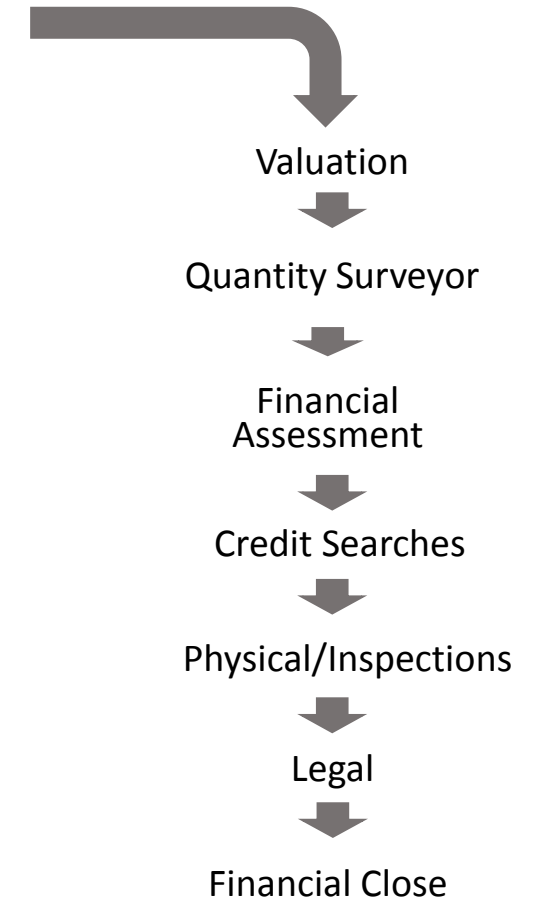 Valuation
Quantity Surveyor
Financial
Assessment
Credit Searches
Physical/Inspections
Legal
Financial Close